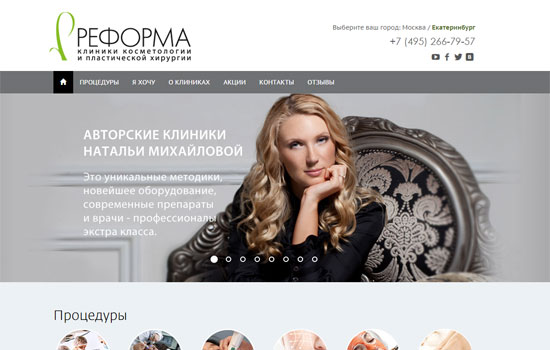 РЕФОРМА
клиники косметологии
и пластической хирургии
Выберите ваш город: Москва / Екатеринбург
+7 (495) 266-79-57
ПРОЦЕДУРЫ Я ХОЧУ О КЛИНИКАХ АКЦИИ КОНТАКТЫ ОТЗЫВЫ
АВТОРСКИЕ КЛИНИКИ
НАТАЛЬИ МИХАЙЛОВОЙ
Это уникальные методики,
новейшее оборудование,
современные препараты
и врачи - профессионалы
экстра класса.
Процедуры